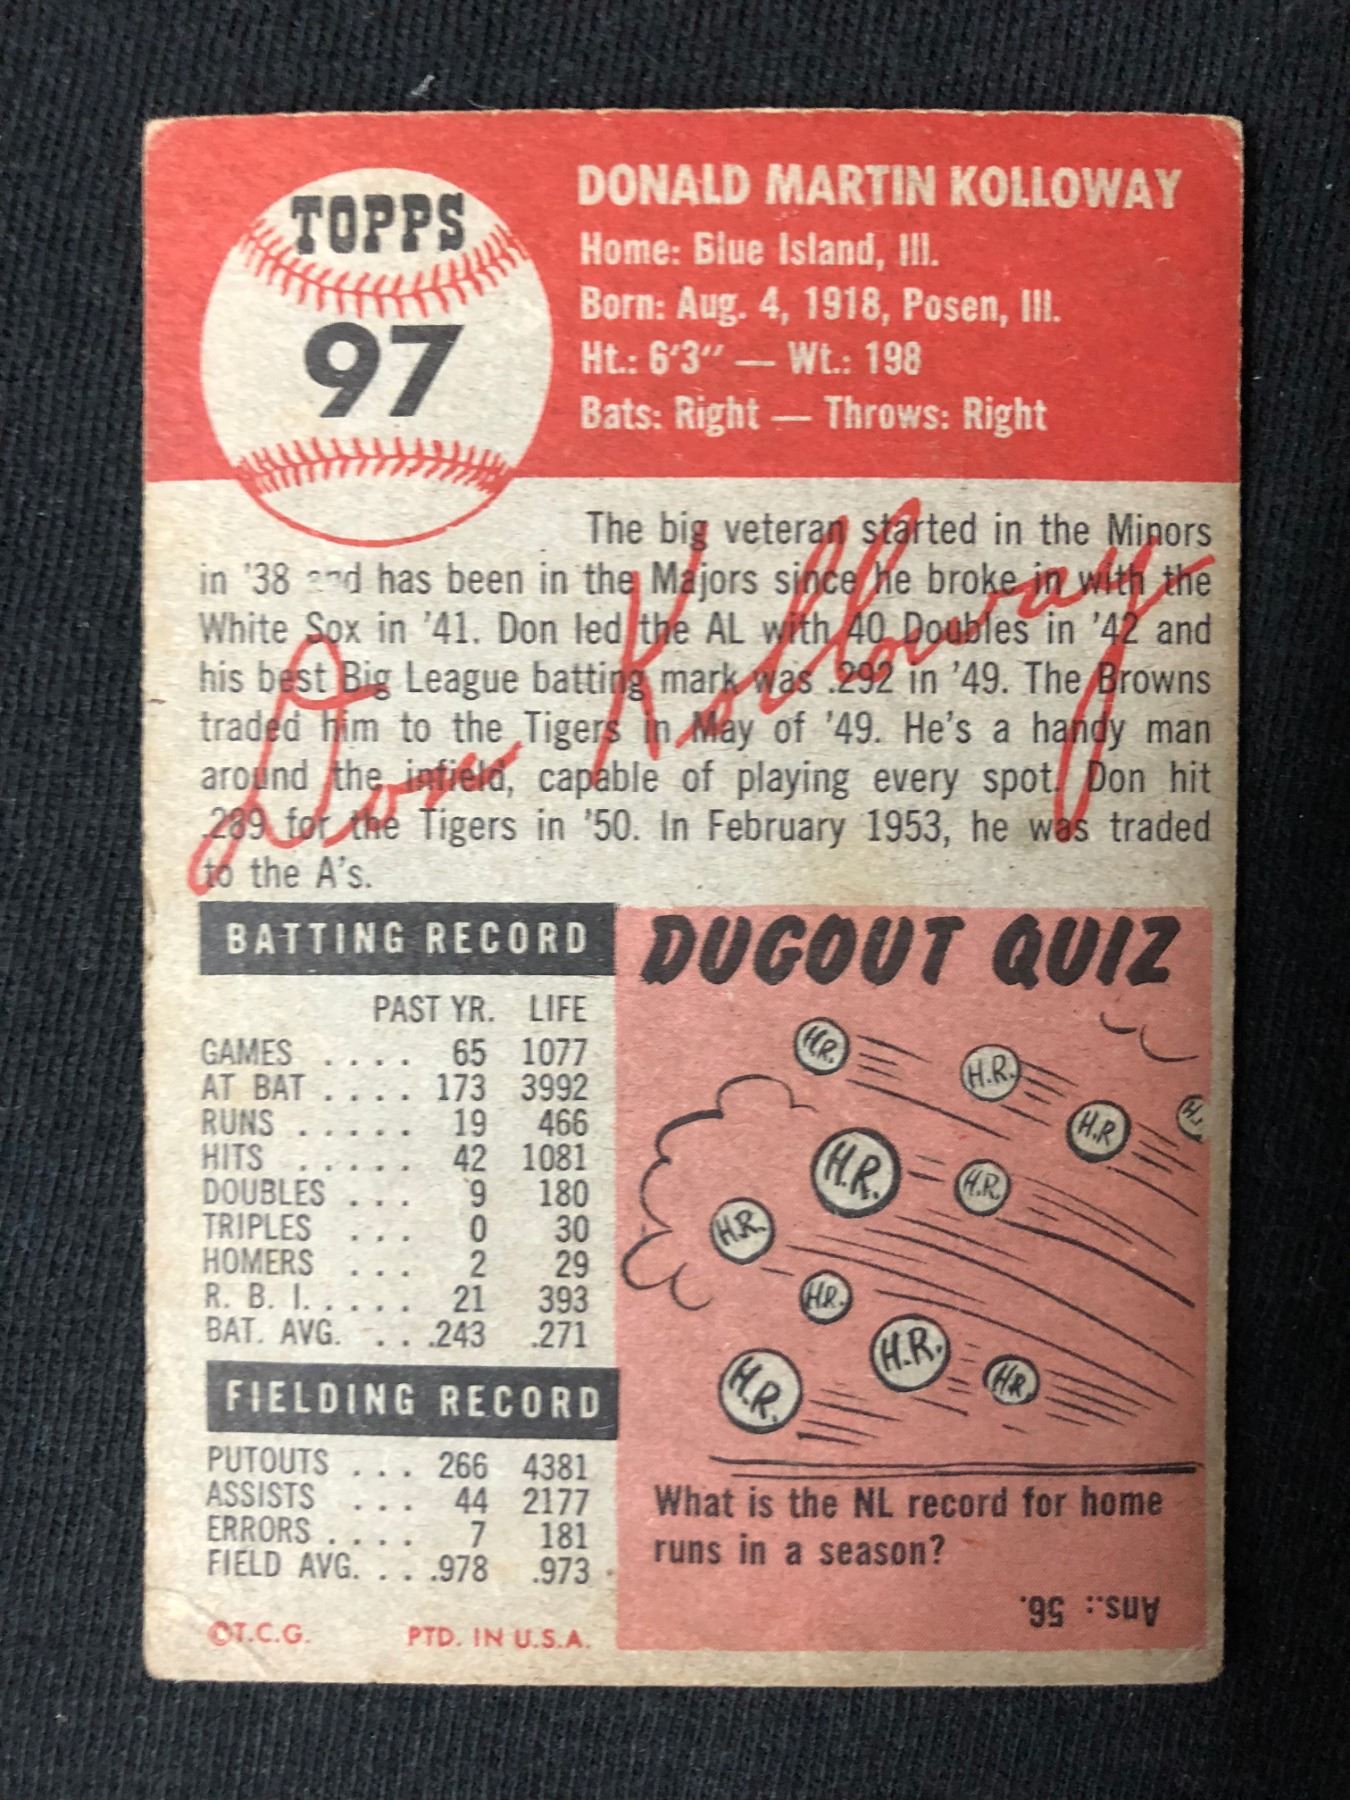 TOPPS
97
DONALD MARTIN KOLLOWAY
Home: Blue Island, Ill.
Born: Aug. 4, 1918, Posen, Ill.
Ht.: 6'3" — Wt.: 198
Bats: Right — Throws: Right
The big veteran started in the Minors
in '38 and has been in the Majors since he broke in with the
White Sox in '41. Don led the AL with 40 Doubles in '42 and
his best Big League batting mark was .292 in '49. The Browns
traded him to the Tigers in May of '49. He's a handy man
around the infield, capable of playing every spot. Don hit
.289 for the Tigers in '50. In February 1953, he was traded
to the A's.
Don Kolloway
BATTING RECORD
PAST YR. LIFE
GAMES .... 65 1077
AT BAT .... 173 3992
RUNS ..... 19 466
HITS ..... 42 1081
DOUBLES ... 9 180
TRIPLES ... 0 30
HOMERS ... 2 29
R. B. I. .... 21 393
BAT. AVG. ...243 .271
FIELDING RECORD
PUTOUTS ... 266 4381
ASSISTS ... 44 2177
ERRORS .... 7 181
FIELD AVG. ...978 .973
©T.C.G. PTD. IN U.S.A.
DUGOUT QUIZ
H.R.
H.R.
H.R
H.
H.R.
H.R.
H.R.
H.R.
H.R.
H.R.
H.R
What is the NL record for home
runs in a season?
Ans.: 56.